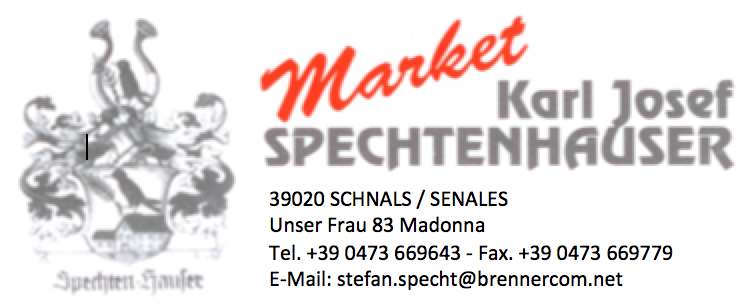 Market
Karl Josef
SPECHTENHAUSER
39020 SCHNALS / SENALES
Unser Frau 83 Madonna
Tel. +39 0473 669643 - Fax. +39 0473 669779
E-Mail: stefan.specht@brennercom.net
Spechten-Hauser